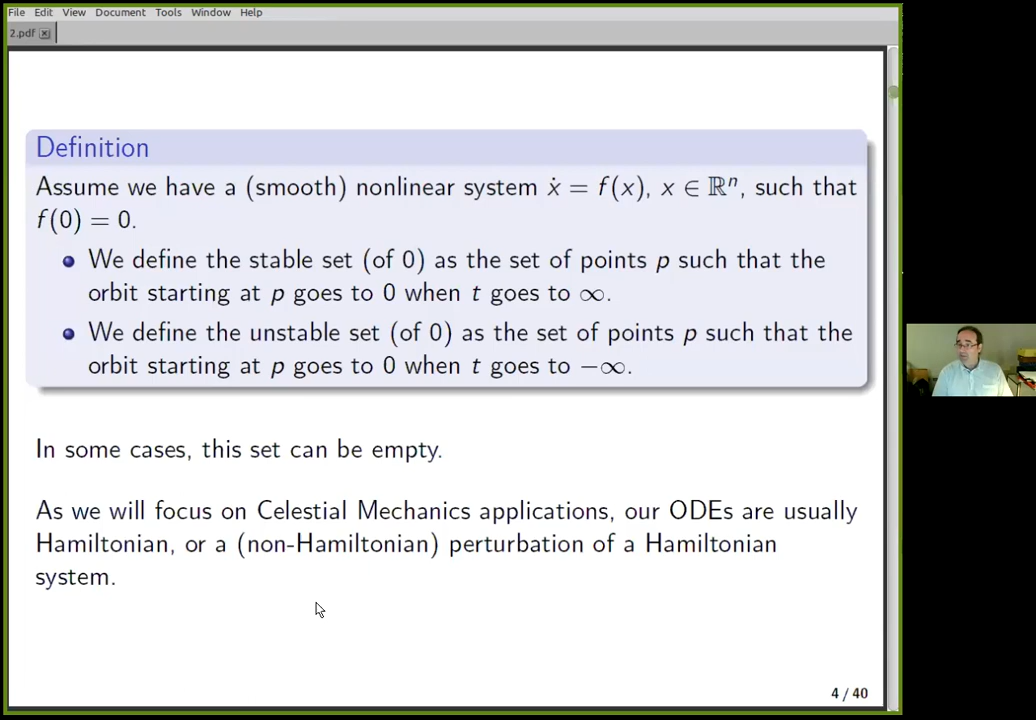 File Edit View Document Tools Window Help
2.pdf
Definition
Assume we have a (smooth) nonlinear system ẋ = f(x), x ∈ ℝⁿ, such that
f(0) = 0.
We define the stable set (of 0) as the set of points p such that the
orbit starting at p goes to 0 when t goes to ∞.
We define the unstable set (of 0) as the set of points p such that the
orbit starting at p goes to 0 when t goes to −∞.
In some cases, this set can be empty.
As we will focus on Celestial Mechanics applications, our ODEs are usually
Hamiltonian, or a (non-Hamiltonian) perturbation of a Hamiltonian
system.
4 / 40